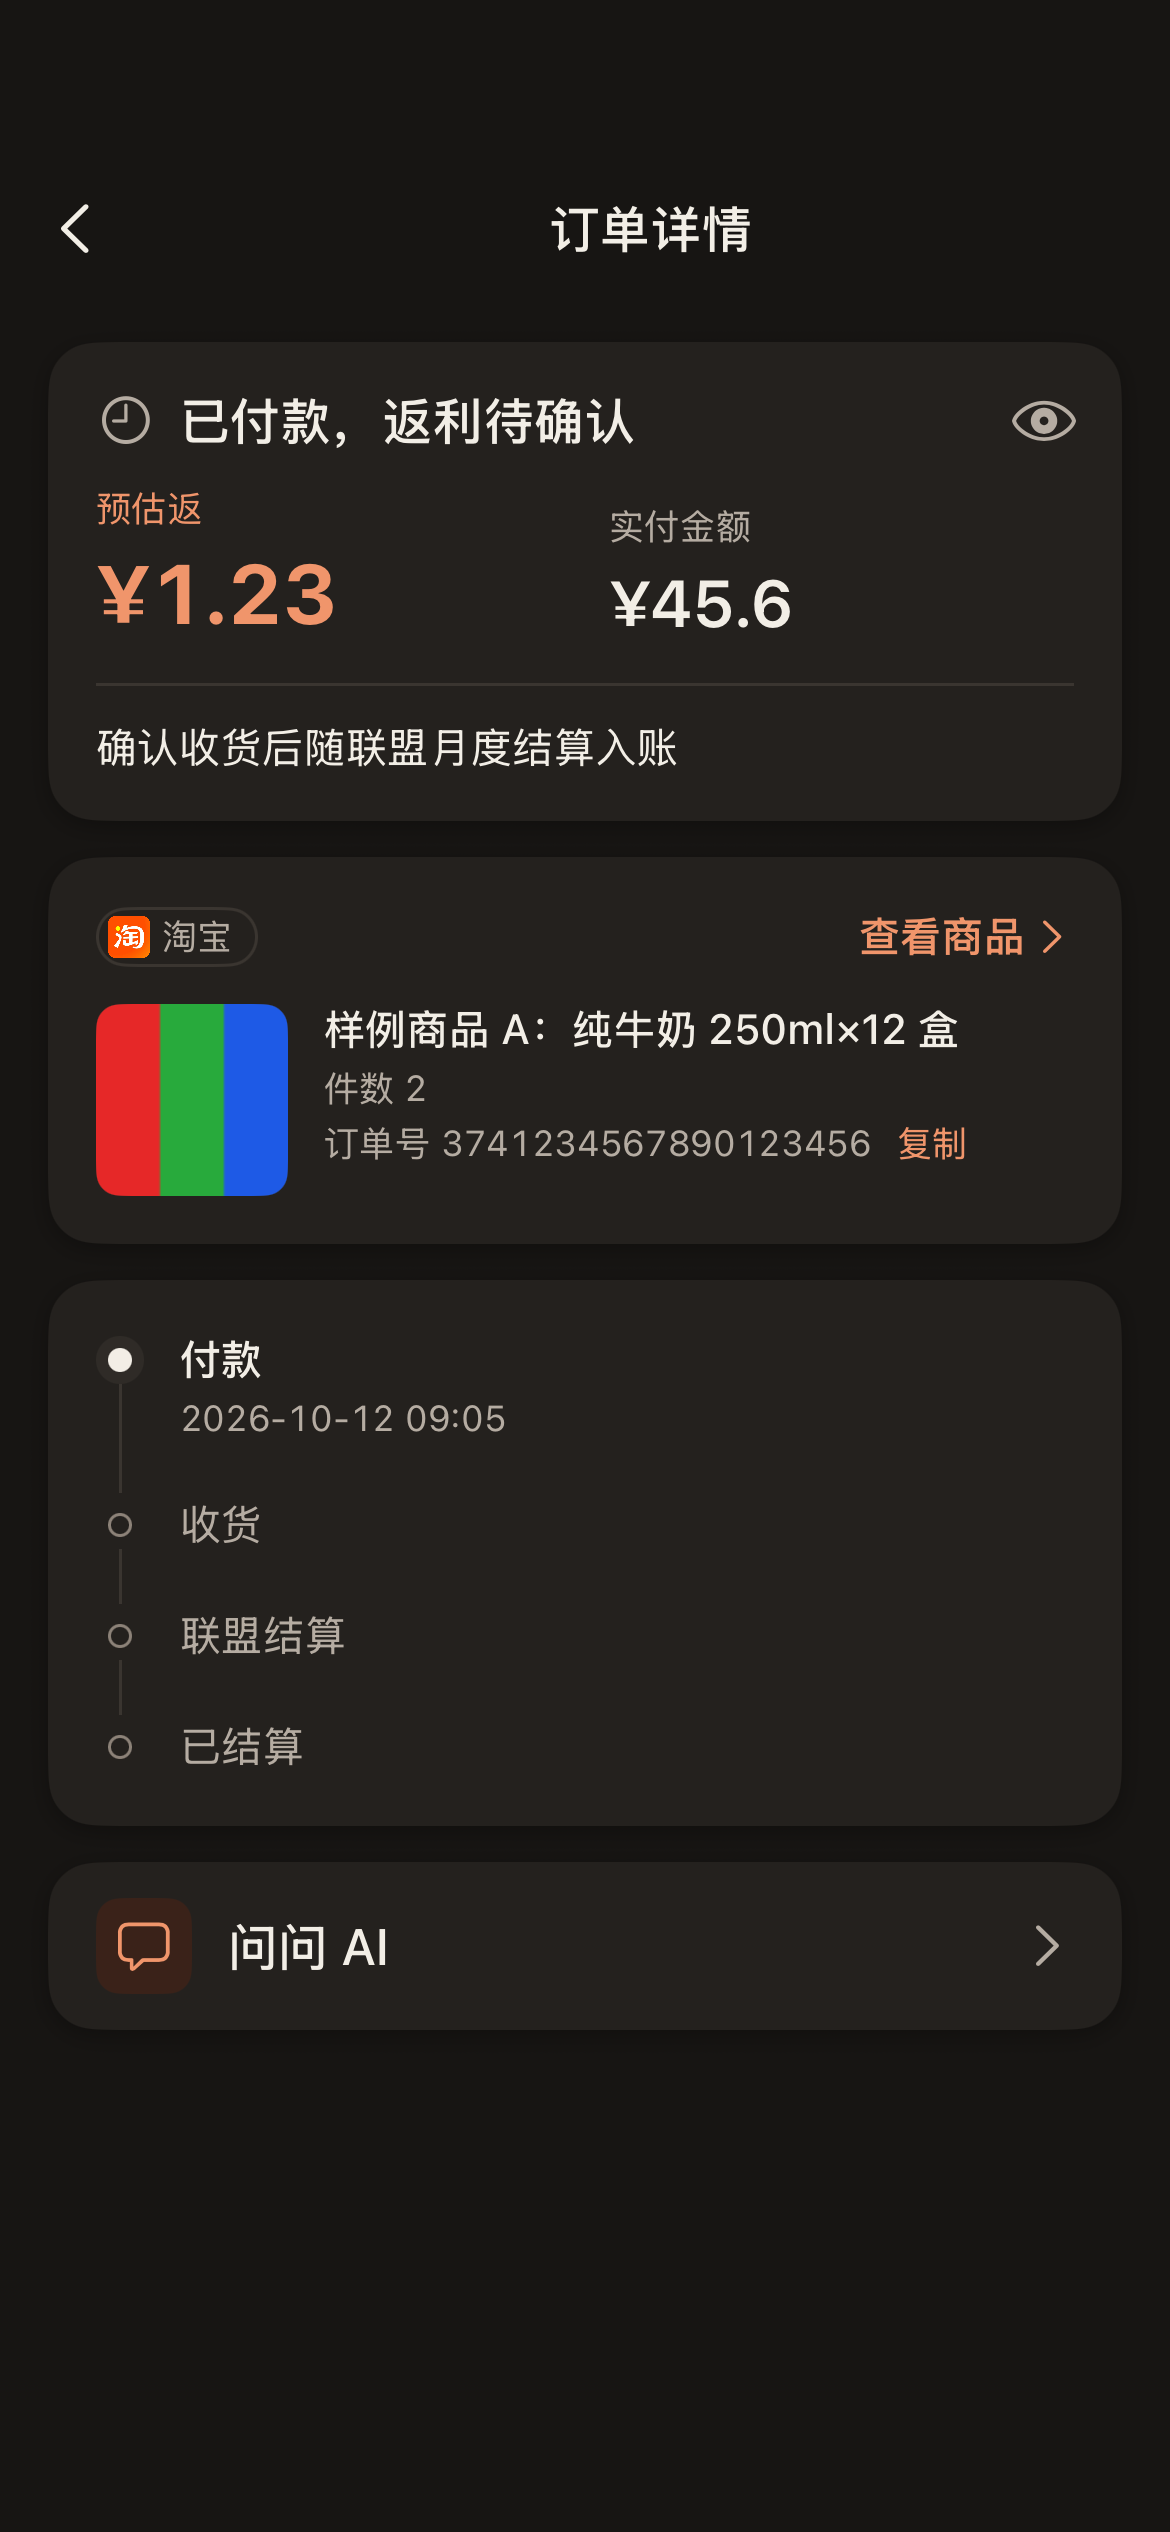 订单详情
已付款，返利待确认
预估返
实付金额
¥1.23
¥45.6
确认收货后随联盟月度结算入账
淘 淘宝
查看商品
样例商品 A：纯牛奶 250ml×12 盒
件数 2
订单号 3741234567890123456 复制
付款
2026-10-12 09:05
收货
联盟结算
已结算
问问 AI